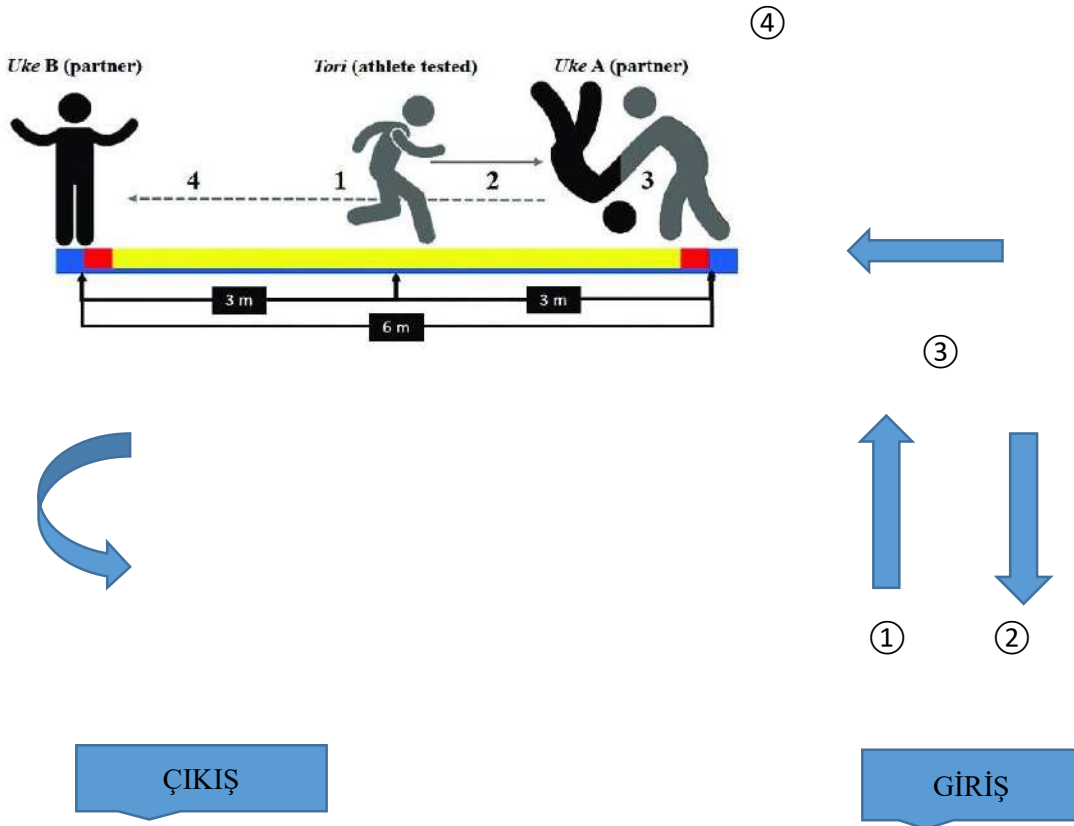 ④
Uke B (partner) Tori (athlete tested) Uke A (partner)
4 1 2 3
3 m 3 m
6 m
③
① ②
ÇIKIŞ GİRİŞ